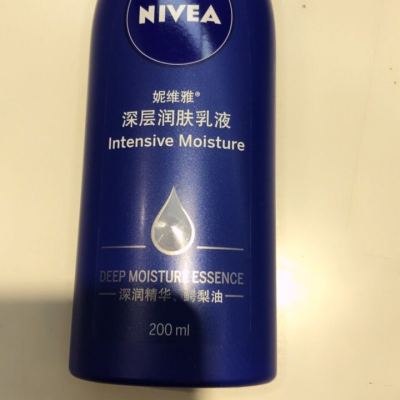 NIVEA
妮维雅®
深层润肤乳液
Intensive Moisture
DEEP MOISTURE ESSENCE
深润精华、鳄梨油
200 ml